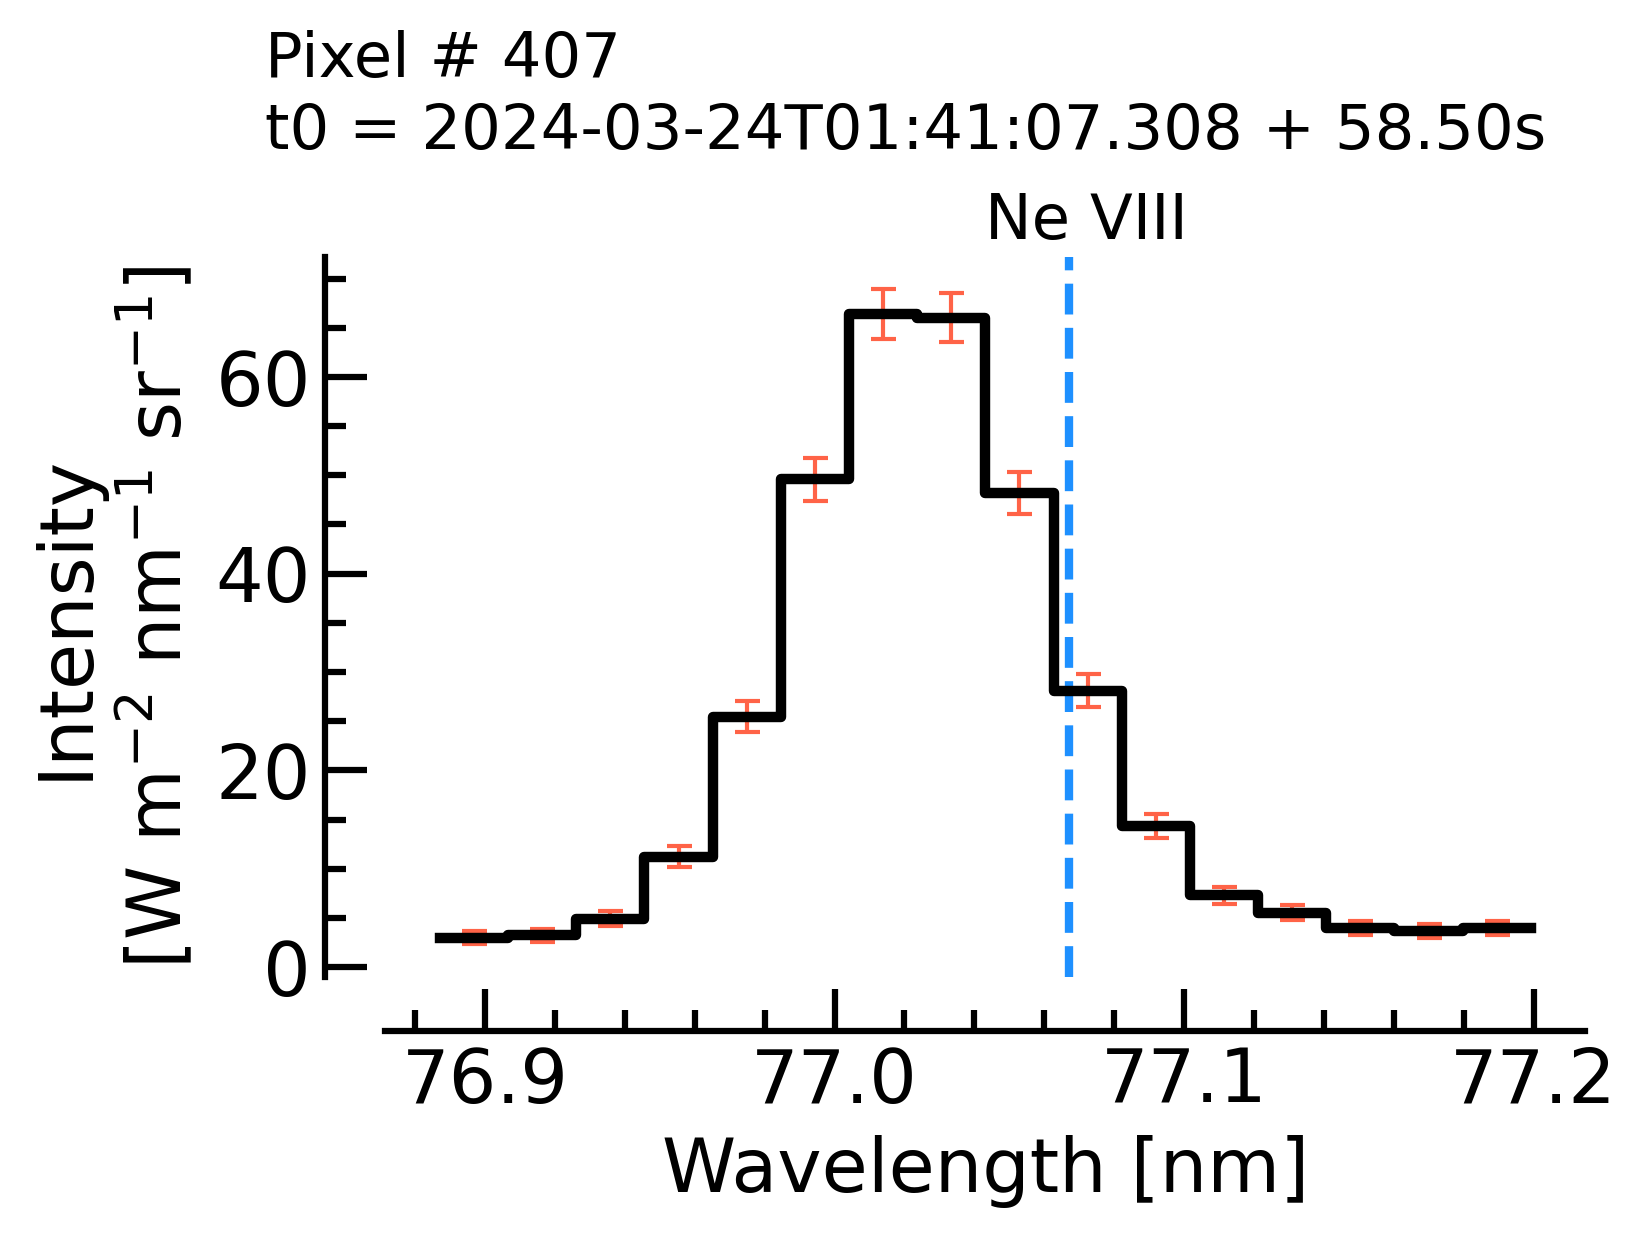 Pixel # 407
t0 = 2024-03-24T01:41:07.308 + 58.50s
Ne VIII
Intensity
[W m⁻² nm⁻¹ sr⁻¹]
60
40
20
0
76.9 77.0 77.1 77.2
Wavelength [nm]